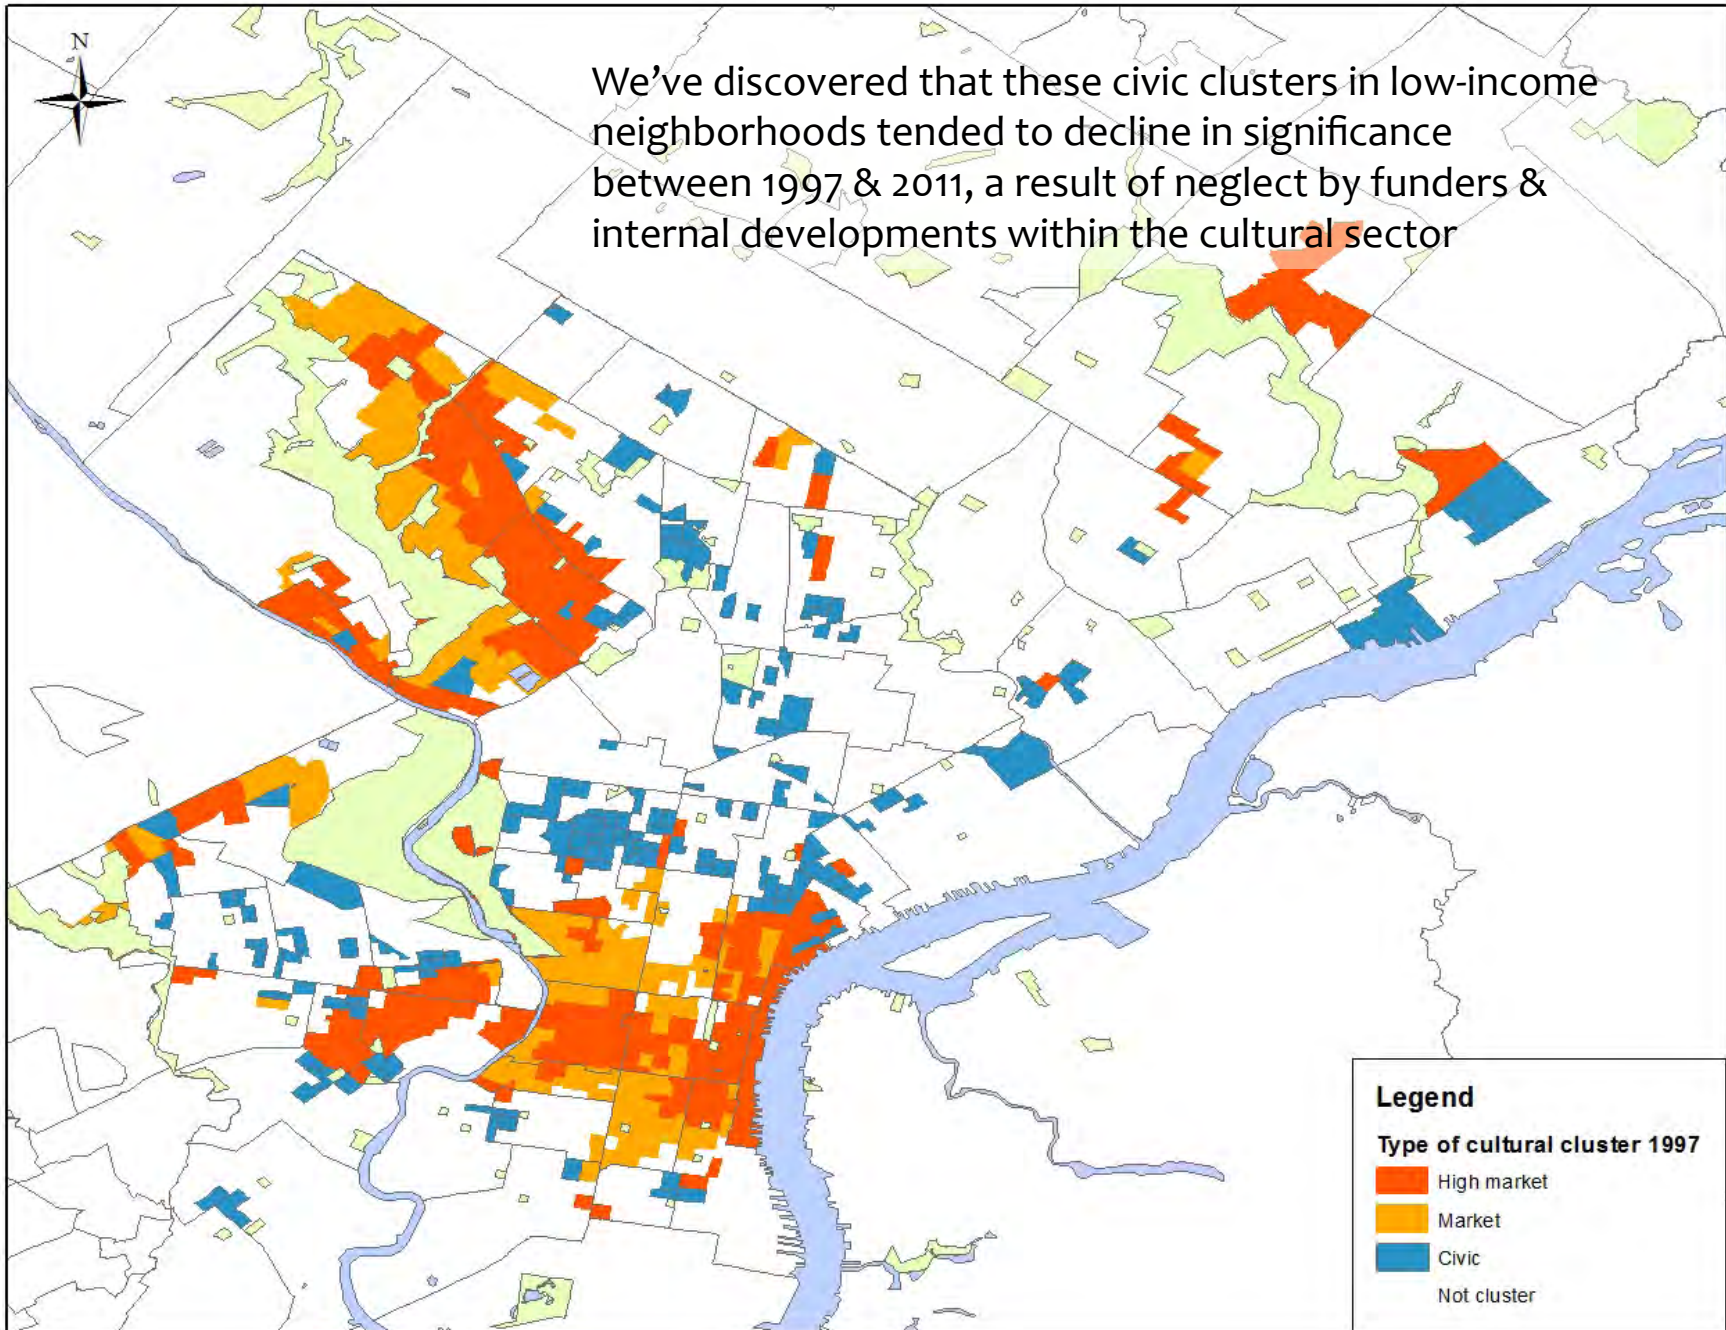 N
We've discovered that these civic clusters in low-income
neighborhoods tended to decline in significance
between 1997 & 2011, a result of neglect by funders &
internal developments within the cultural sector
Legend
Type of cultural cluster 1997
High market
Market
Civic
Not cluster